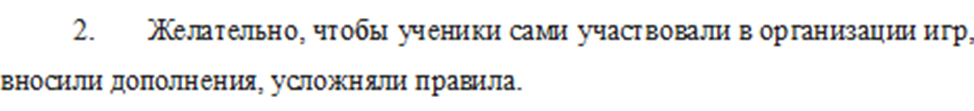 2. Желательно, чтобы ученики сами участвовали в организации игр,
вносили дополнения, усложняли правила.